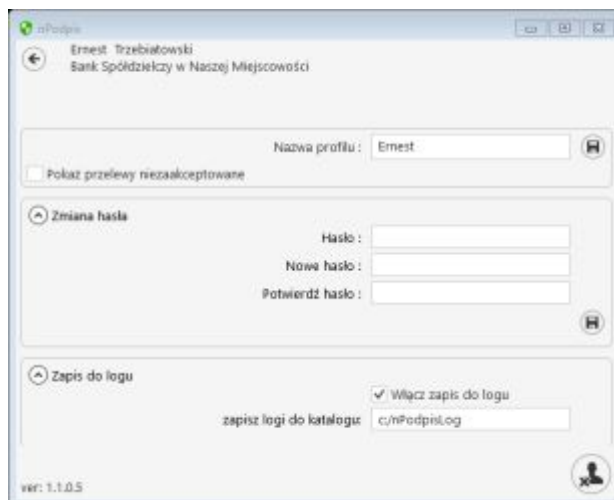 nPodpis
Ernest Trzebiatowski
Bank Spółdzielczy w Naszej Miejscowości
Nazwa profilu : Ernest
Pokaż przelewy niezaakceptowane
Zmiana hasła
Hasło :
Nowe hasło :
Potwierdź hasło :
Zapis do logu
Włącz zapis do logu
zapisz logi do katalogu: c:/nPodpisLog
ver: 1.1.0.5